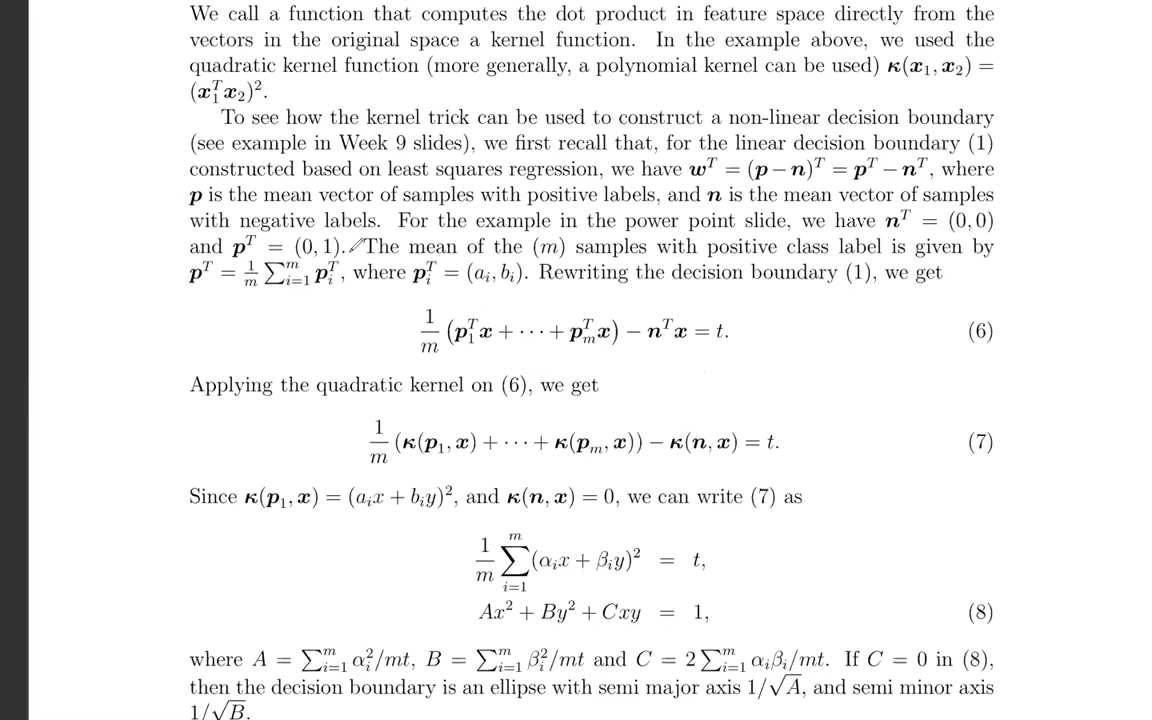 We call a function that computes the dot product in feature space directly from the
vectors in the original space a kernel function. In the example above, we used the
quadratic kernel function (more generally, a polynomial kernel can be used) κ(x₁, x₂) =
(x₁ᵀx₂)².
To see how the kernel trick can be used to construct a non-linear decision boundary
(see example in Week 9 slides), we first recall that, for the linear decision boundary (1)
constructed based on least squares regression, we have wᵀ = (p − n)ᵀ = pᵀ − nᵀ, where
p is the mean vector of samples with positive labels, and n is the mean vector of samples
with negative labels. For the example in the power point slide, we have nᵀ = (0, 0)
and pᵀ = (0, 1). The mean of the (m) samples with positive class label is given by
pᵀ = 1/m ∑ᵢ₌₁ᵐ pᵢᵀ, where pᵢᵀ = (aᵢ, bᵢ). Rewriting the decision boundary (1), we get
1/m (p₁ᵀx + ··· + pₘᵀx) − nᵀx = t. (6)
Applying the quadratic kernel on (6), we get
1/m (κ(p₁, x) + ··· + κ(pₘ, x)) − κ(n, x) = t. (7)
Since κ(p₁, x) = (aᵢx + bᵢy)², and κ(n, x) = 0, we can write (7) as
1/m ∑ᵢ₌₁ᵐ (αᵢx + βᵢy)² = t,
Ax² + By² + Cxy = 1, (8)
where A = ∑ᵢ₌₁ᵐ αᵢ²/mt, B = ∑ᵢ₌₁ᵐ βᵢ²/mt and C = 2 ∑ᵢ₌₁ᵐ αᵢβᵢ/mt. If C = 0 in (8),
then the decision boundary is an ellipse with semi major axis 1/√A, and semi minor axis
1/√B.